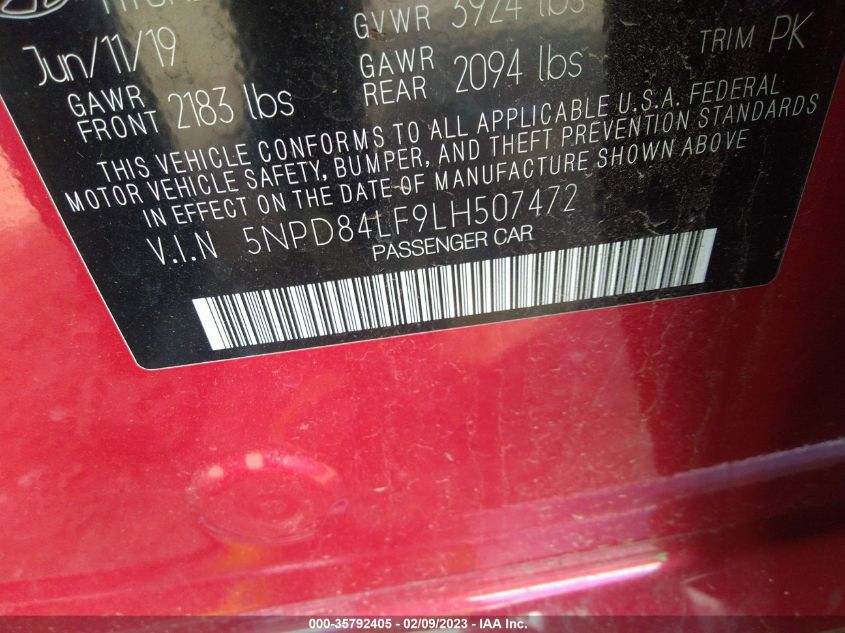 GVWR 3924 lbs
Jun/11/19
GAWR FRONT 2183 lbs
GAWR REAR 2094 lbs
TRIM PK
THIS VEHICLE CONFORMS TO ALL APPLICABLE U.S.A. FEDERAL
MOTOR VEHICLE SAFETY, BUMPER, AND THEFT PREVENTION STANDARDS
IN EFFECT ON THE DATE OF MANUFACTURE SHOWN ABOVE
V.I.N 5NPD84LF9LH507472
PASSENGER CAR
000-35792405 - 02/09/2023 - IAA Inc.